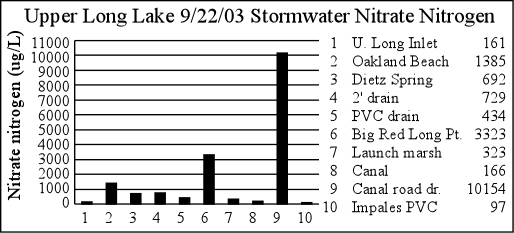 Upper Long Lake 9/22/03 Stormwater Nitrate Nitrogen
Nitrate nitrogen (ug/L)
11000
10000
9000
8000
7000
6000
5000
4000
3000
2000
1000
0
1 2 3 4 5 6 7 8 9 10
1 U. Long Inlet 161
2 Oakland Beach 1385
3 Dietz Spring 692
4 2' drain 729
5 PVC drain 434
6 Big Red Long Pt. 3323
7 Launch marsh 323
8 Canal 166
9 Canal road dr. 10154
10 Impales PVC 97